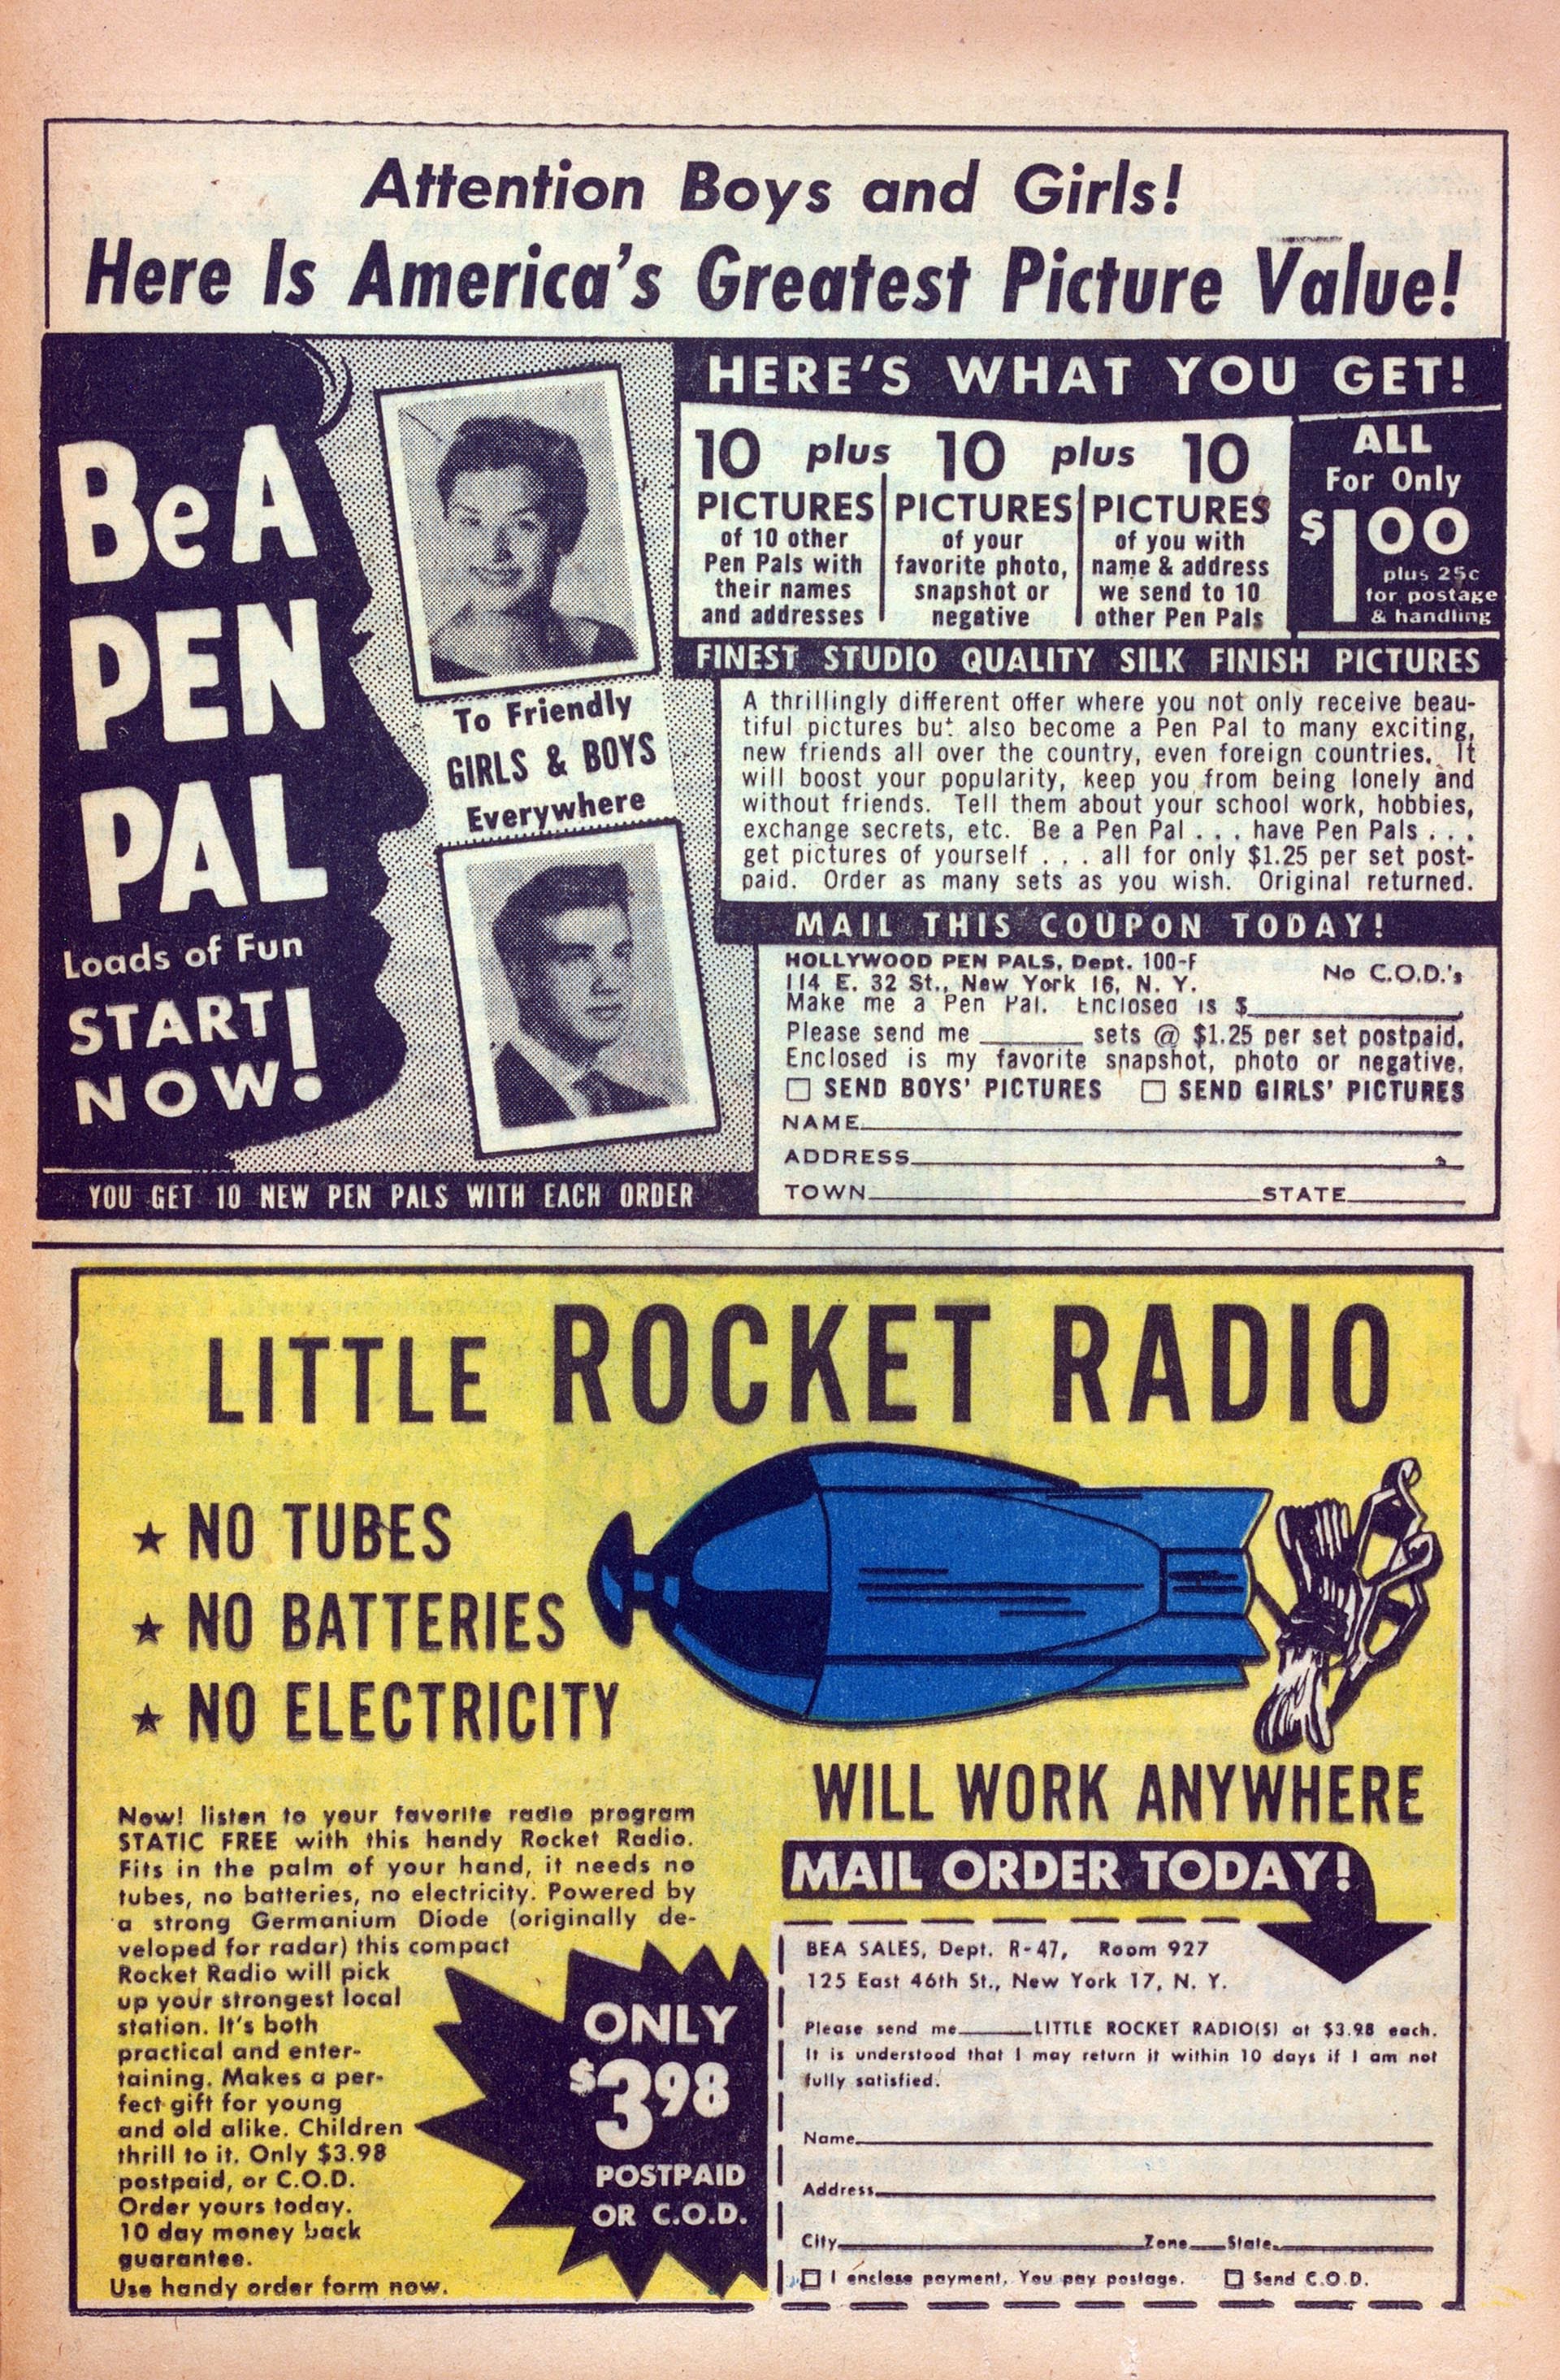 Attention Boys and Girls!
Here Is America's Greatest Picture Value!
Be A
PEN
PAL
Loads of Fun
START
NOW!
To Friendly
GIRLS & BOYS
Everywhere
YOU GET 10 NEW PEN PALS WITH EACH ORDER
HERE'S WHAT YOU GET!
10 plus 10 plus 10
PICTURES
of 10 other
Pen Pals with
their names
and addresses
PICTURES
of your
favorite photo,
snapshot or
negative
PICTURES
of you with
name & address
we send to 10
other Pen Pals
ALL
For Only
$1.00
plus 25c
for postage
& handling
FINEST STUDIO QUALITY SILK FINISH PICTURES
A thrillingly different offer where you not only receive beau-
tiful pictures but also become a Pen Pal to many exciting,
new friends all over the country, even foreign countries. It
will boost your popularity, keep you from being lonely and
without friends. Tell them about your school work, hobbies,
exchange secrets, etc. Be a Pen Pal . . . have Pen Pals . . .
get pictures of yourself . . . all for only $1.25 per set post-
paid. Order as many sets as you wish. Original returned.
MAIL THIS COUPON TODAY!
HOLLYWOOD PEN PALS, Dept. 100-F
114 E. 32 St., New York 16, N. Y.
No C.O.D.'s
Make me a Pen Pal. Enclosed is $
Please send me ______ sets @ $1.25 per set postpaid.
Enclosed is my favorite snapshot, photo or negative.
☐ SEND BOYS' PICTURES ☐ SEND GIRLS' PICTURES
NAME
ADDRESS
TOWN STATE
LITTLE ROCKET RADIO
★ NO TUBES
★ NO BATTERIES
★ NO ELECTRICITY
WILL WORK ANYWHERE
Now! listen to your favorite radio program
STATIC FREE with this handy Rocket Radio.
Fits in the palm of your hand, it needs no
tubes, no batteries, no electricity. Powered by
a strong Germanium Diode (originally de-
veloped for radar) this compact
Rocket Radio will pick
up your strongest local
station. It's both
practical and enter-
taining. Makes a per-
fect gift for young
and old alike. Children
thrill to it. Only $3.98
postpaid, or C.O.D.
Order yours today.
10 day money back
guarantee.
Use handy order form now.
ONLY
$3.98
POSTPAID
OR C.O.D.
MAIL ORDER TODAY!
BEA SALES, Dept. R-47, Room 927
125 East 46th St., New York 17, N. Y.
Please send me______LITTLE ROCKET RADIO(S) at $3.98 each.
It is understood that I may return it within 10 days if I am not
fully satisfied.
Name
Address
City Zone State
☐ I enclose payment. You pay postage. ☐ Send C.O.D.